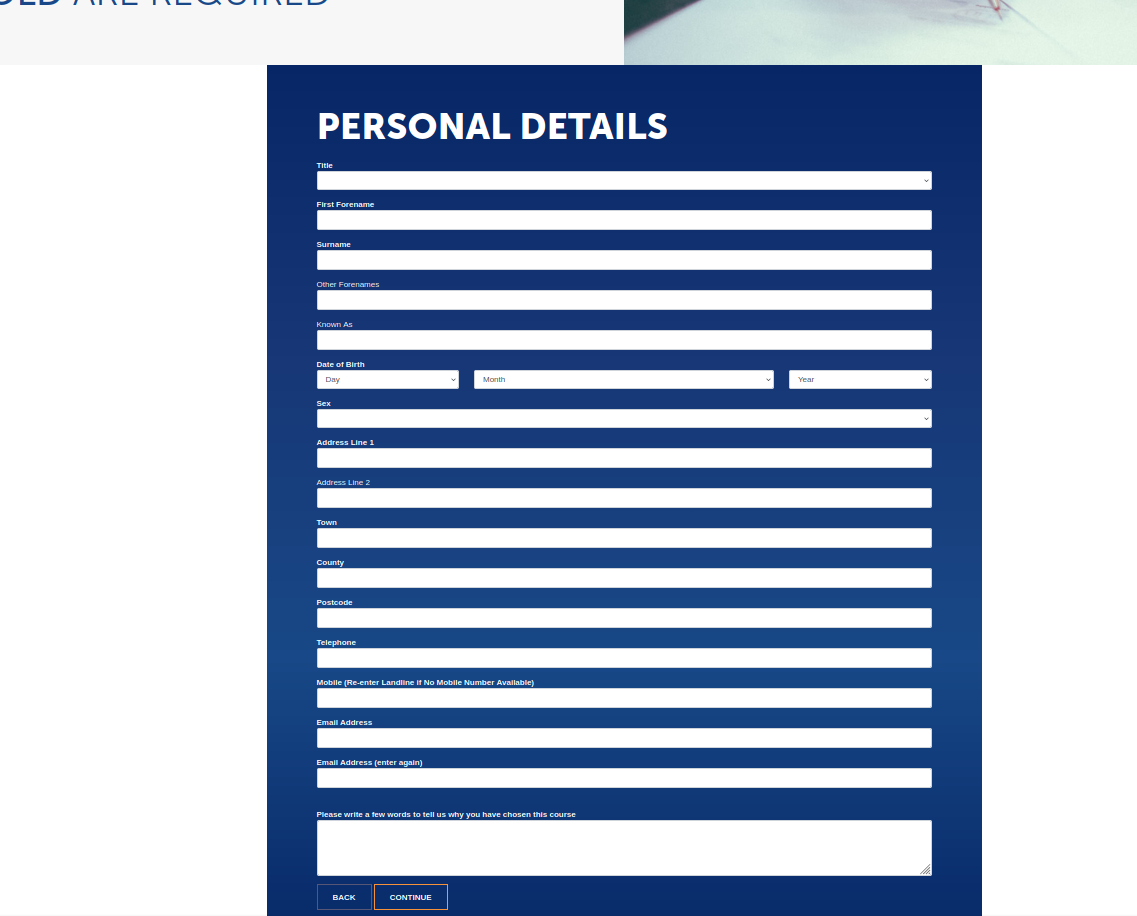 ARE REQUIRED
PERSONAL DETAILS
Title
First Forename
Surname
Other Forenames
Known As
Date of Birth
Day Month Year
Sex
Address Line 1
Address Line 2
Town
County
Postcode
Telephone
Mobile (Re-enter Landline if No Mobile Number Available)
Email Address
Email Address (enter again)
Please write a few words to tell us why you have chosen this course
BACK CONTINUE